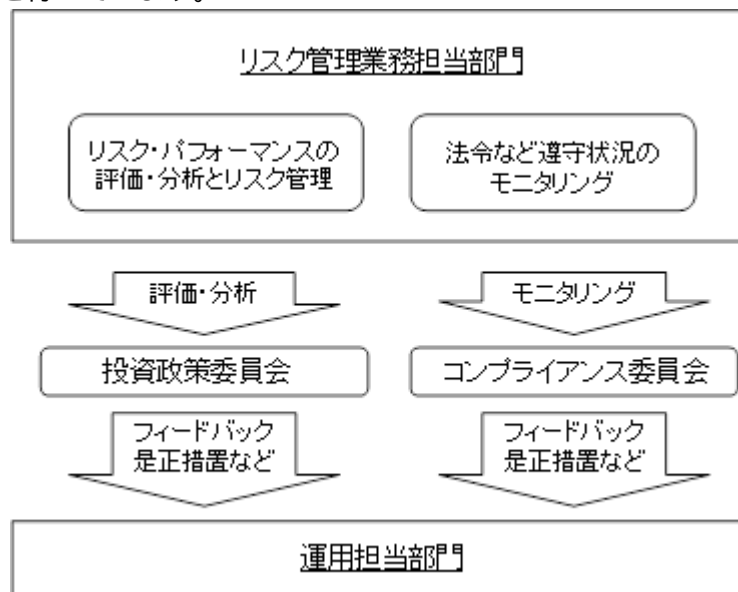 リスク管理業務担当部門
リスク・パフォーマンスの
評価・分析とリスク管理
法令など遵守状況の
モニタリング
評価・分析
モニタリング
投資政策委員会
コンプライアンス委員会
フィードバック
是正措置など
フィードバック
是正措置など
運用担当部門